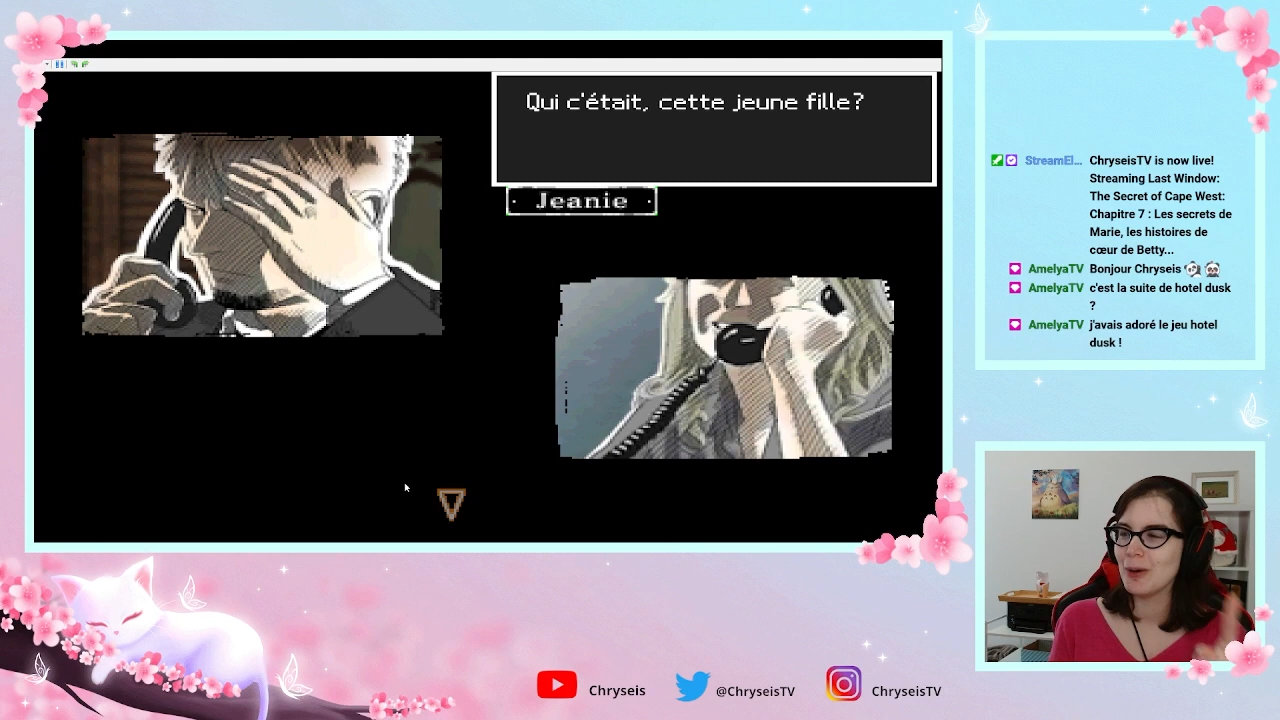 Qui c'était, cette jeune fille?
· Jeanie ·
StreamEl... ChryseisTV is now live!
Streaming Last Window:
The Secret of Cape West:
Chapitre 7 : Les secrets de
Marie, les histoires de
cœur de Betty...
AmelyaTV Bonjour Chryseis
AmelyaTV c'est la suite de hotel dusk
?
AmelyaTV j'avais adoré le jeu hotel
dusk !
Chryseis
@ChryseisTV
ChryseisTV